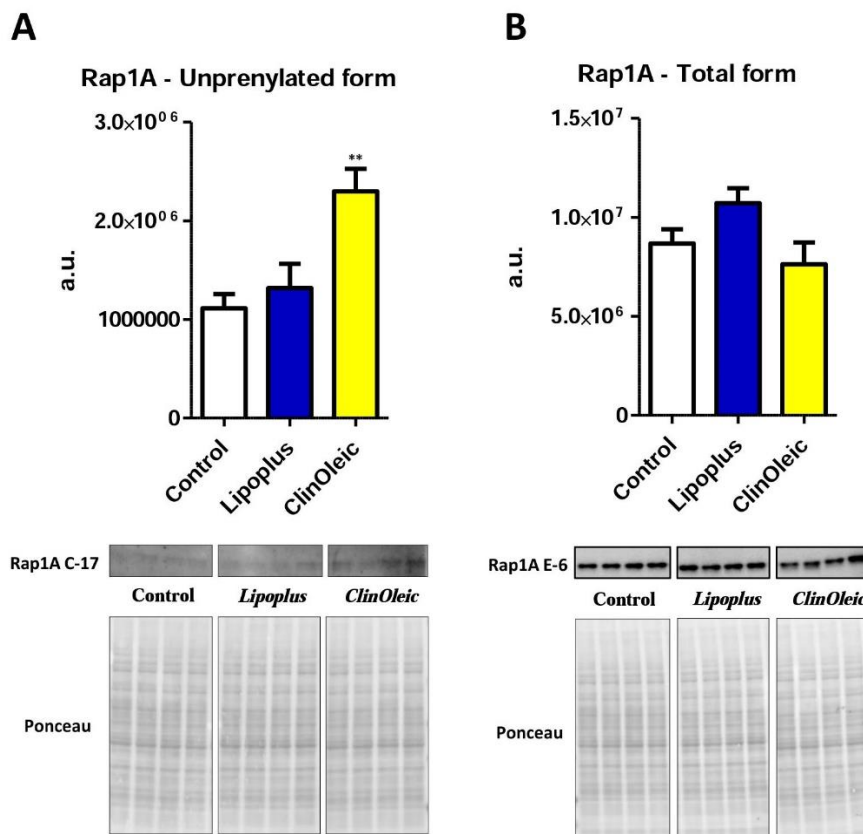 A
Rap1A - Unprenylated form
3.0×10⁰⁶
2.0×10⁰⁶
1000000
0
a.u.
**
Control
Lipoplus
ClinOleic
Rap1A C-17
Control
Lipoplus
ClinOleic
Ponceau
B
Rap1A - Total form
1.5×10⁷
1.0×10⁷
5.0×10⁶
0
a.u.
Control
Lipoplus
ClinOleic
Rap1A E-6
Control
Lipoplus
ClinOleic
Ponceau